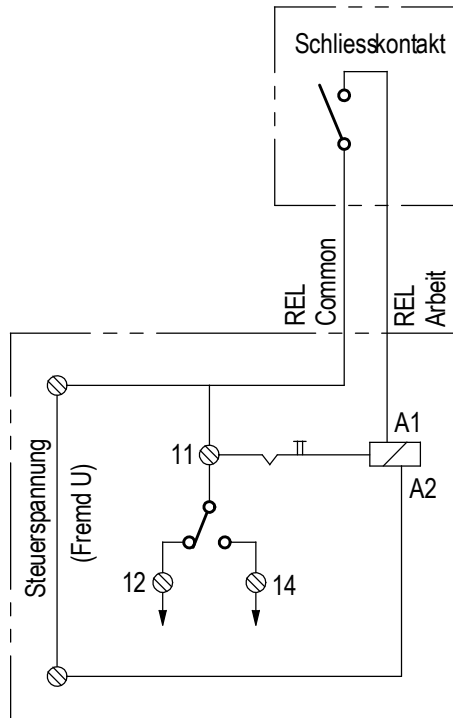 Schliesskontakt
REL
Common
REL
Arbeit
A1
11
A2
Steuerspannung
(Fremd U)
12
14